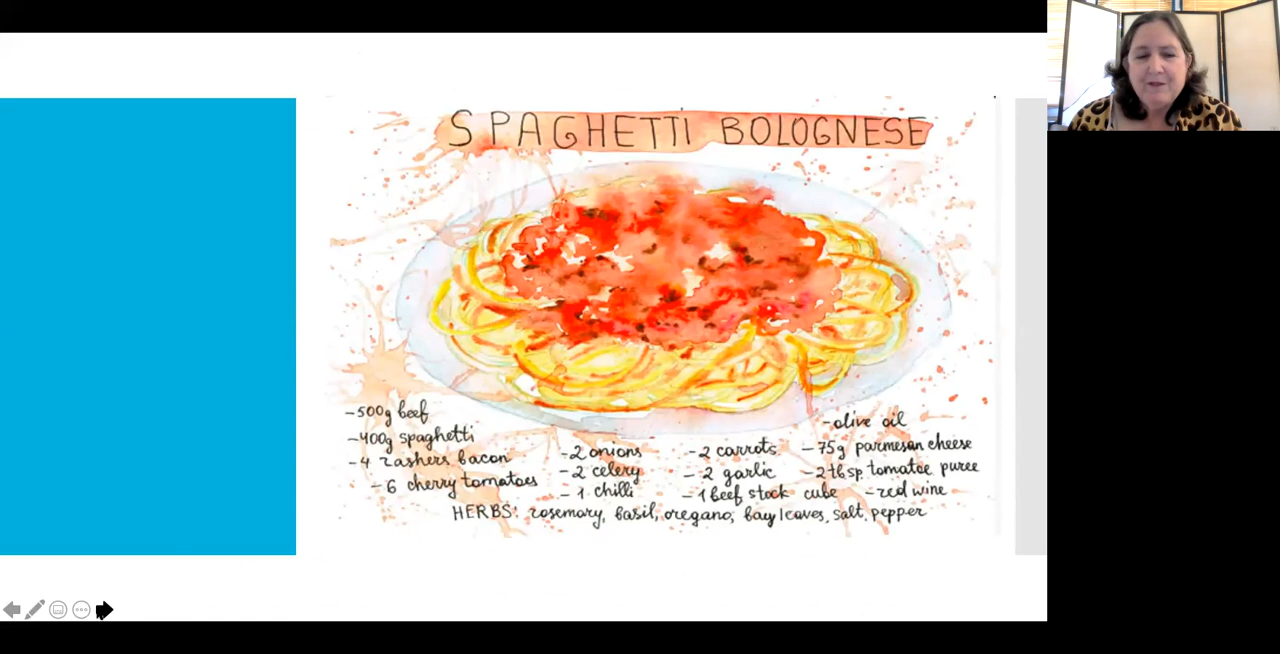 SPAGHETTI BOLOGNESE
-500g beef
-400g spaghetti
-4 rashers bacon
-6 cherry tomatoes
-2 onions
-2 celery
-1 chilli
-2 carrots
-2 garlic
-1 beef stock cube
-olive oil
-75g parmesan cheese
-2tbsp tomatoe puree
-red wine
HERBS: rosemary, basil, oregano, bay leaves, salt, pepper